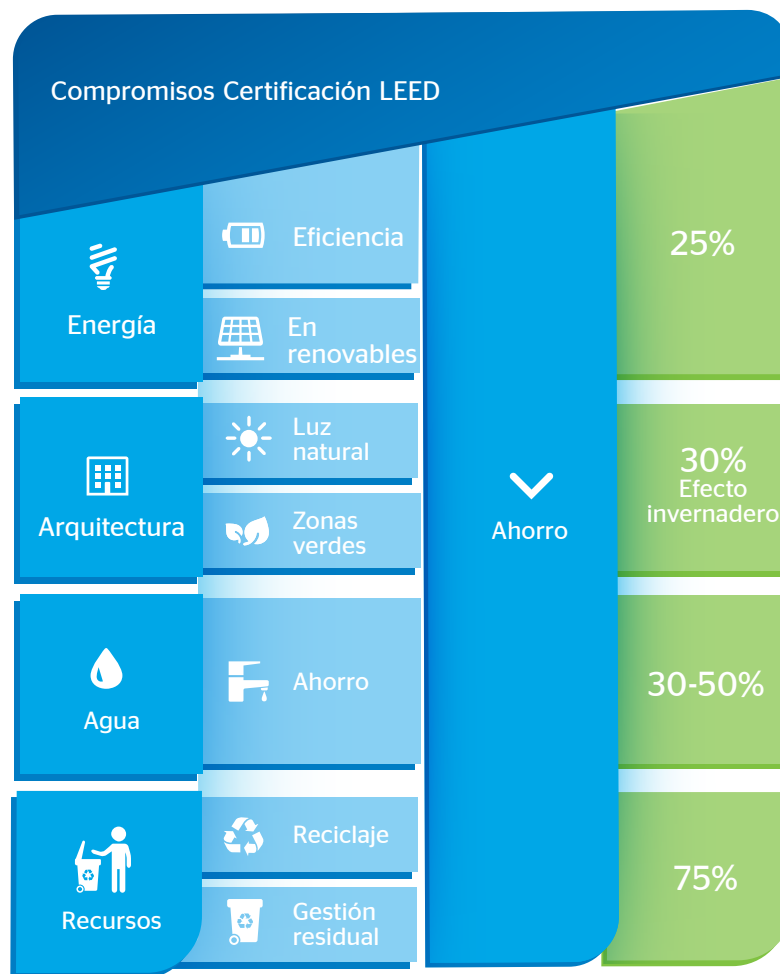 Compromisos Certificación LEED
Energía
Eficiencia
En
renovables
25%
Arquitectura
Luz
natural
Zonas
verdes
Ahorro
30%
Efecto
invernadero
Agua
Ahorro
30-50%
Recursos
Reciclaje
Gestión
residual
75%